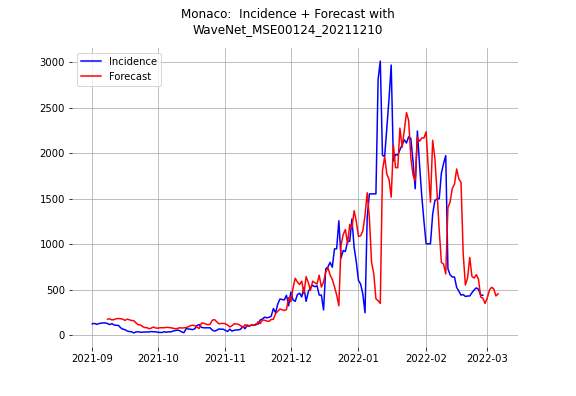 Monaco:  Incidence + Forecast with
WaveNet_MSE00124_20211210
Incidence
Forecast
3000
2500
2000
1500
1000
500
0
2021-09 2021-10 2021-11 2021-12 2022-01 2022-02 2022-03